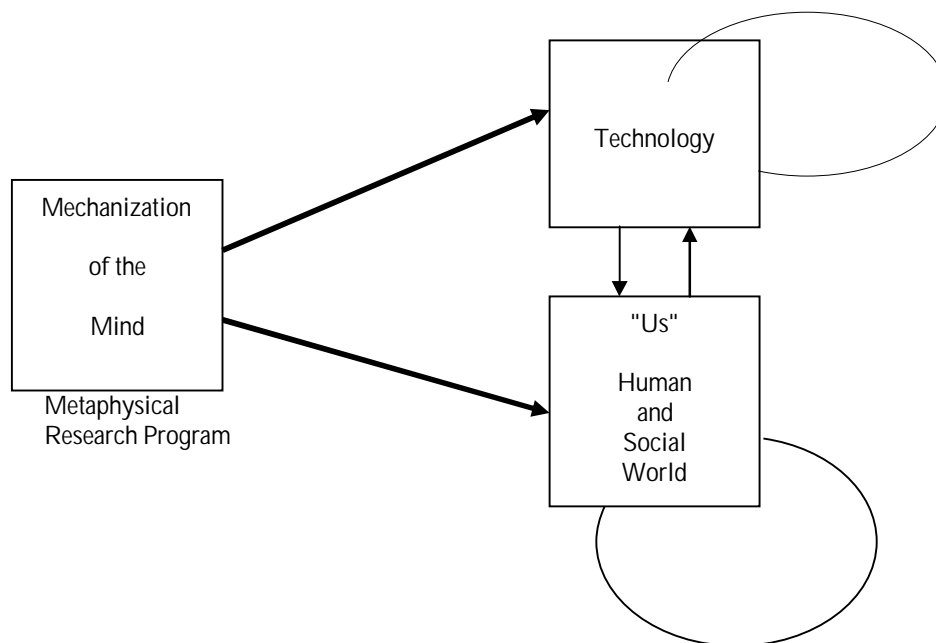 Technology
Mechanization
of the
Mind
Metaphysical
Research Program
"Us"
Human
and
Social
World